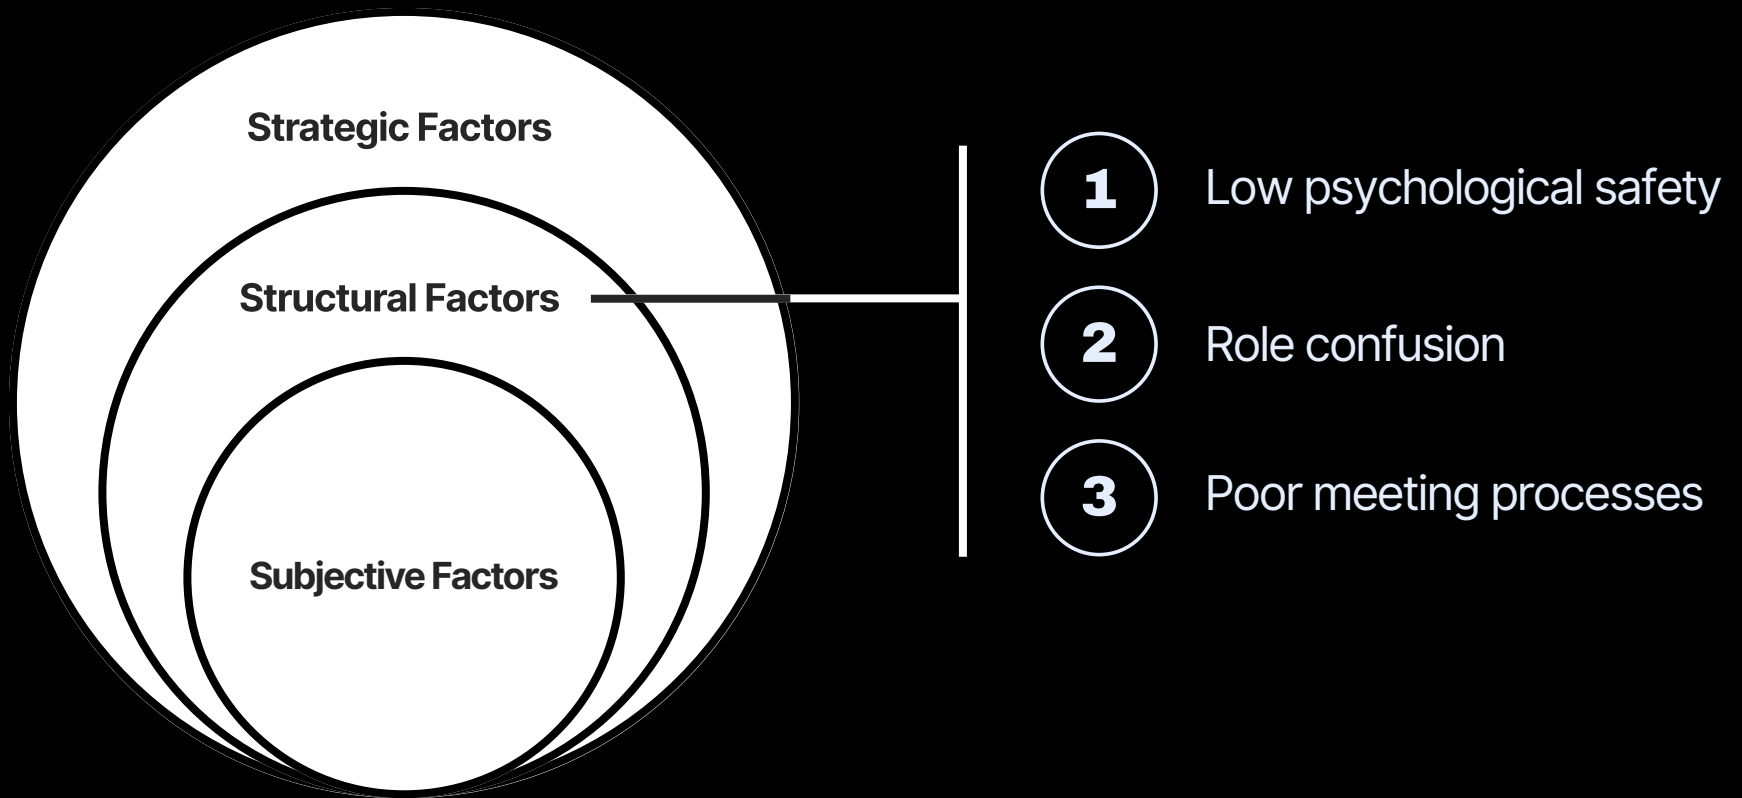 Strategic Factors
Structural Factors
Subjective Factors
1 Low psychological safety
2 Role confusion
3 Poor meeting processes